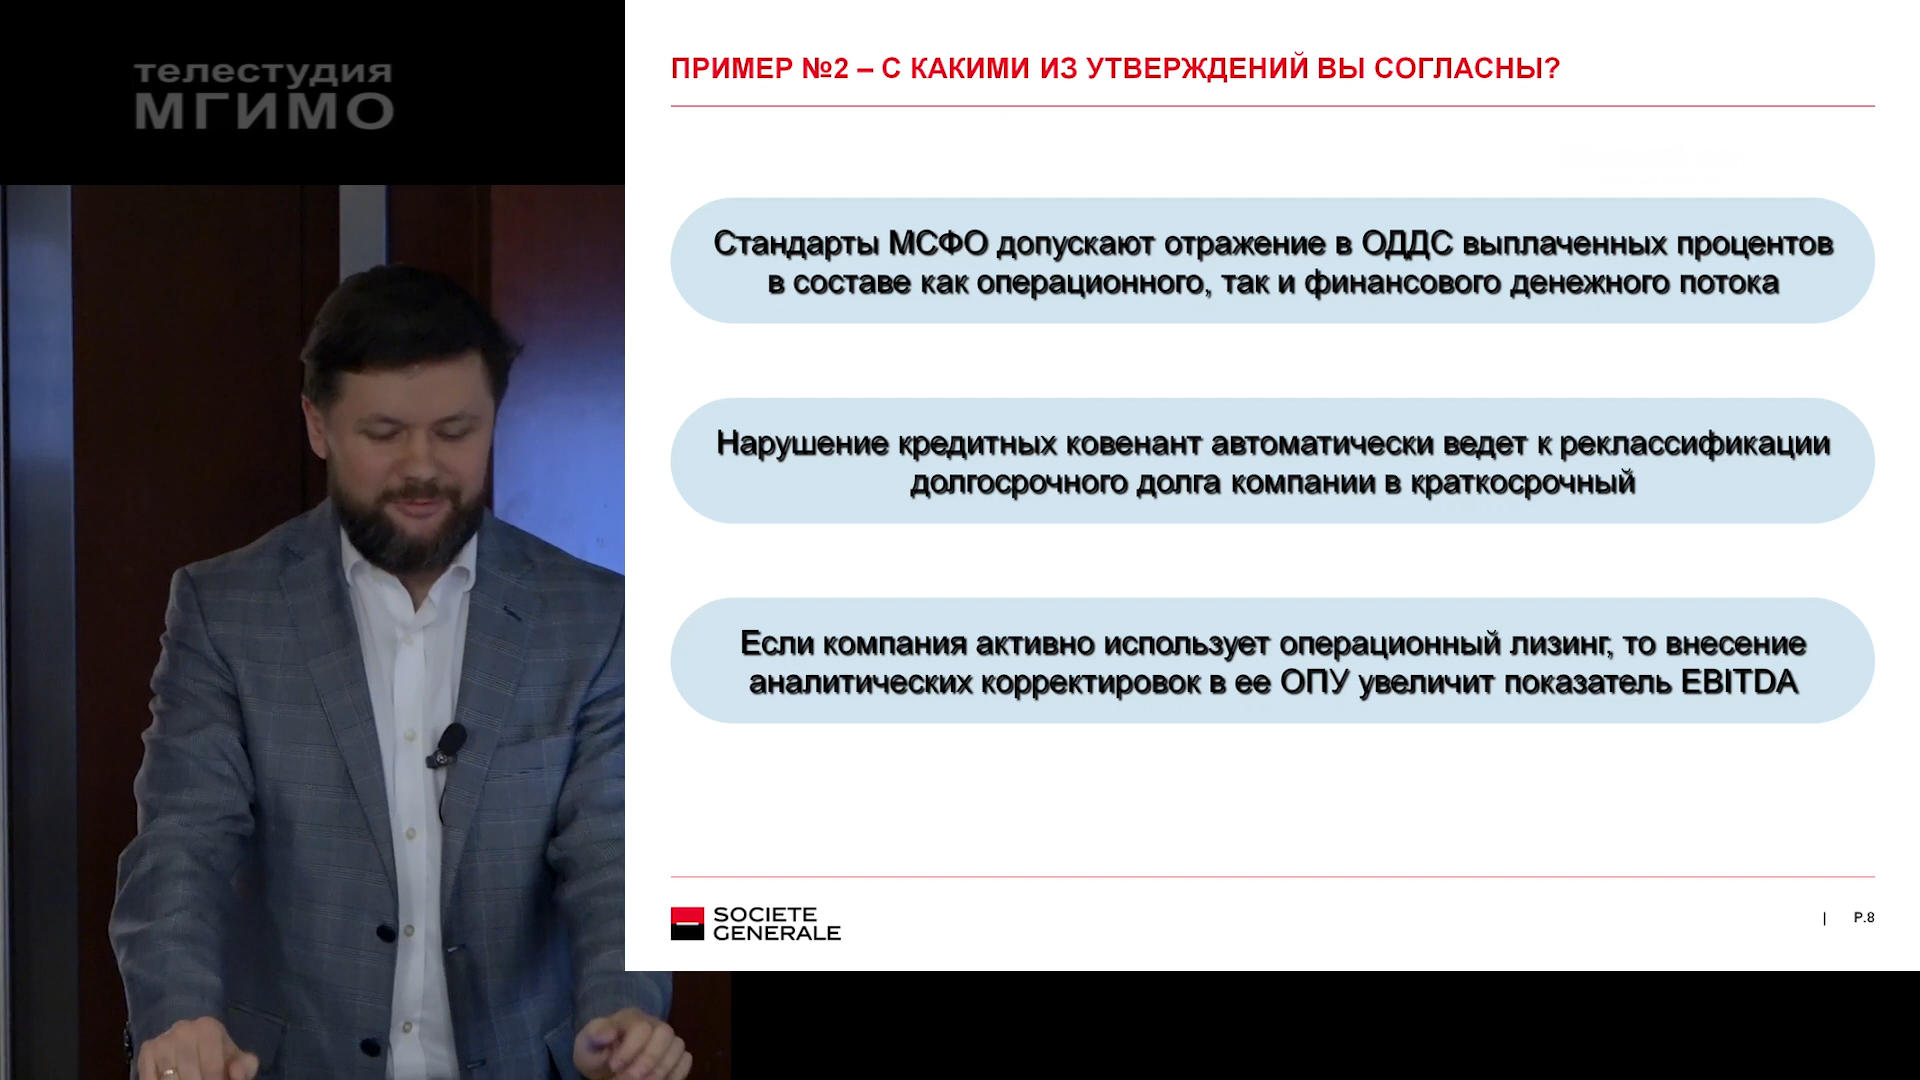 телестудия
МГИМО
ПРИМЕР №2 – С КАКИМИ ИЗ УТВЕРЖДЕНИЙ ВЫ СОГЛАСНЫ?
Стандарты МСФО допускают отражение в ОДДС выплаченных процентов
в составе как операционного, так и финансового денежного потока
Нарушение кредитных ковенант автоматически ведет к реклассификации
долгосрочного долга компании в краткосрочный
Если компания активно использует операционный лизинг, то внесение
аналитических корректировок в ее ОПУ увеличит показатель EBITDA
SOCIETE
GENERALE
| P.8